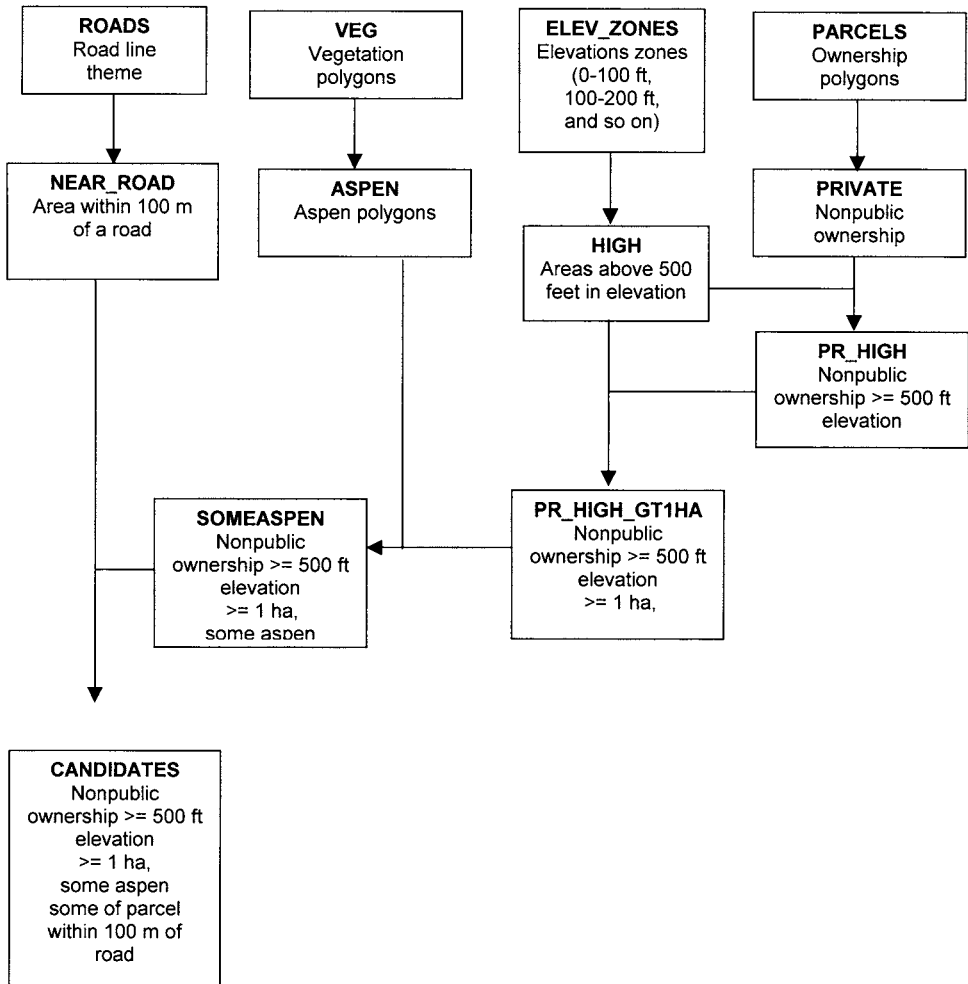 ROADS
Road line
theme
VEG
Vegetation
polygons
ELEV_ZONES
Elevations zones
(0-100 ft,
100-200 ft,
and so on)
PARCELS
Ownership
polygons
NEAR_ROAD
Area within 100 m
of a road
ASPEN
Aspen polygons
HIGH
Areas above 500
feet in elevation
PRIVATE
Nonpublic
ownership
PR_HIGH
Nonpublic
ownership >= 500 ft
elevation
SOMEASPEN
Nonpublic
ownership >= 500 ft
elevation
>= 1 ha,
some aspen
PR_HIGH_GT1HA
Nonpublic
ownership >= 500 ft
elevation
>= 1 ha,
CANDIDATES
Nonpublic
ownership >= 500 ft
elevation
>= 1 ha,
some aspen
some of parcel
within 100 m of
road